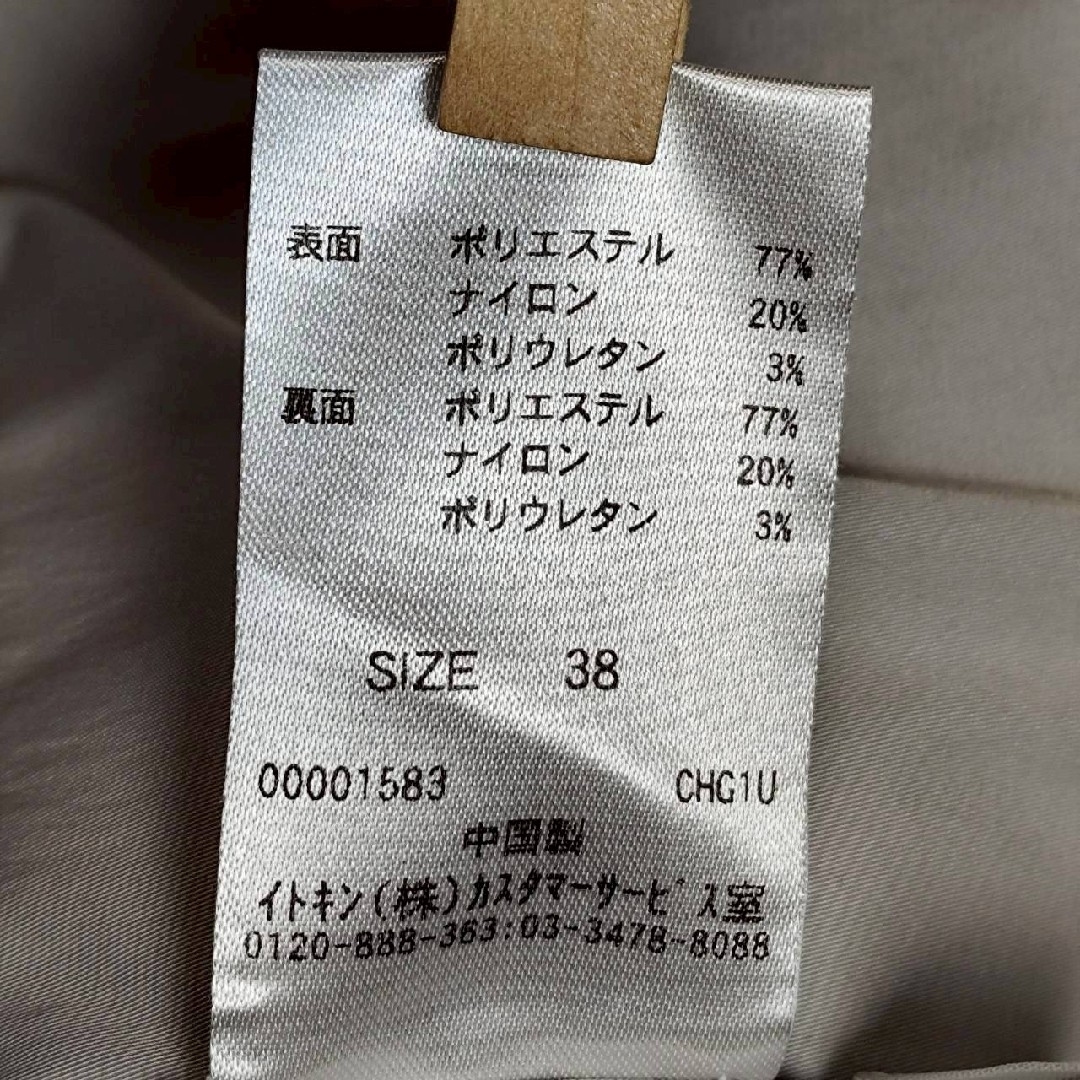 表面 ポリエステル 77%
ナイロン 20%
ポリウレタン 3%
裏面 ポリエステル 77%
ナイロン 20%
ポリウレタン 3%
SIZE 38
00001583 CHG1U
中国製
イトキン(株)カスタマーサービス室
0120-888-363:03-3478-8088